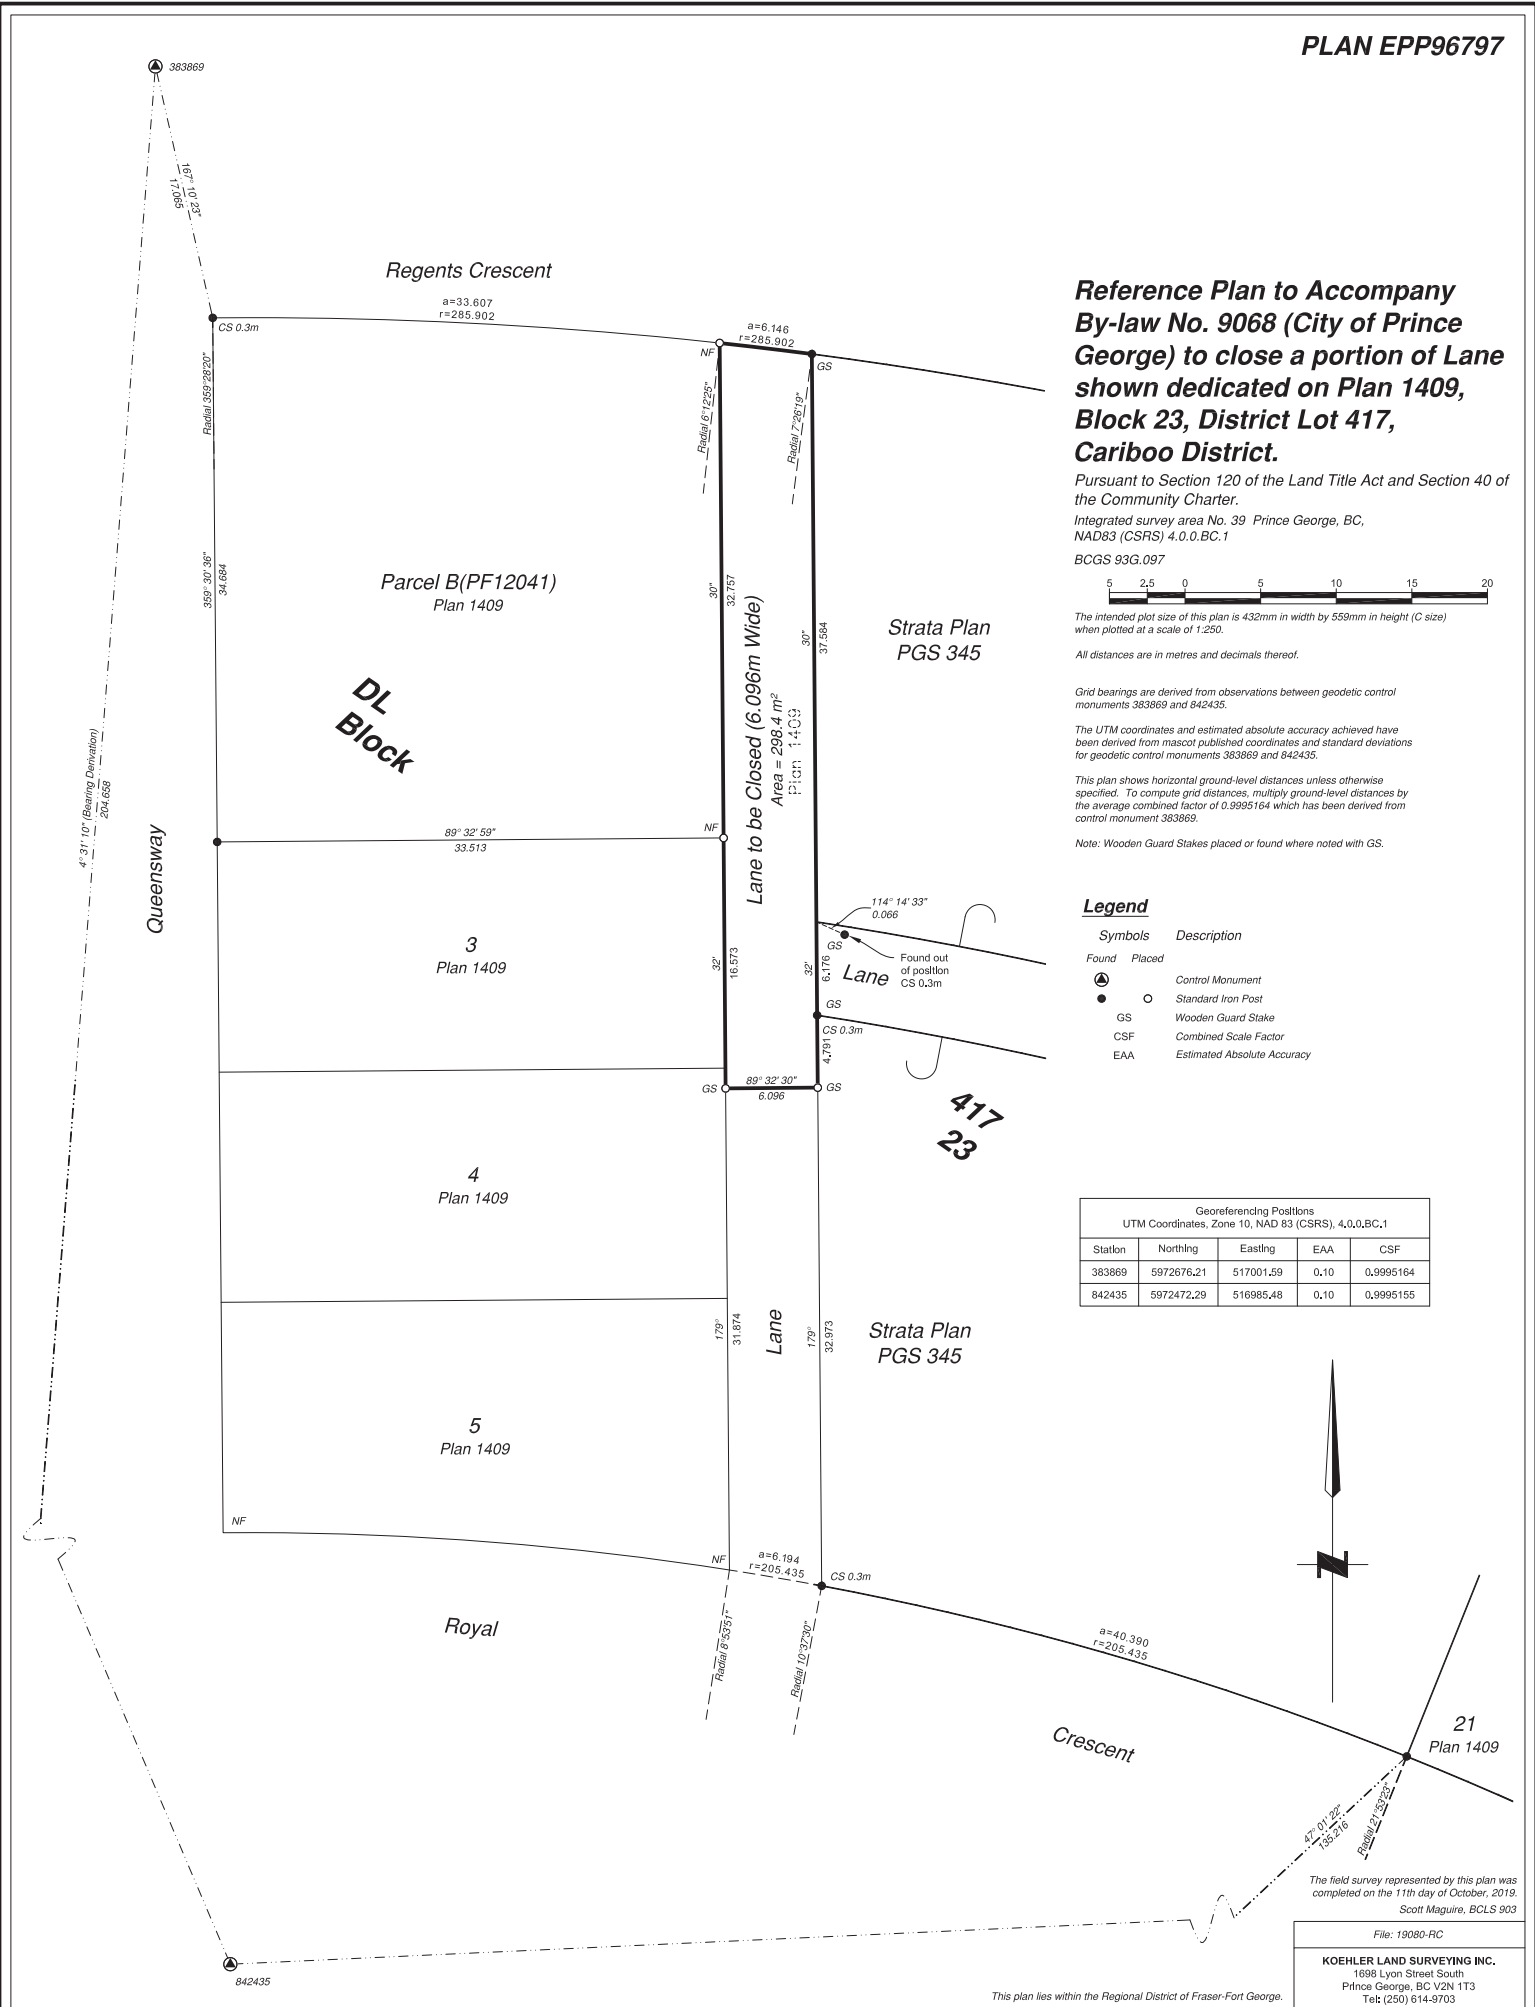 PLAN EPP96797
383869
167° 10' 23"
17.065
Regents Crescent
a=33.607
r=285.902
CS 0.3m
a=6.146
r=285.902
NF
GS
Radial 359°28'20"
Radial 6°12'25"
Radial 7°26'19"
Reference Plan to Accompany
By-law No. 9068 (City of Prince
George) to close a portion of Lane
shown dedicated on Plan 1409,
Block 23, District Lot 417,
Cariboo District.
Pursuant to Section 120 of the Land Title Act and Section 40 of
the Community Charter.
Integrated survey area No. 39 Prince George, BC,
NAD83 (CSRS) 4.0.0.BC.1
BCGS 93G.097
5 2.5 0 5 10 15 20
The intended plot size of this plan is 432mm in width by 559mm in height (C size)
when plotted at a scale of 1:250.
All distances are in metres and decimals thereof.
Grid bearings are derived from observations between geodetic control
monuments 383869 and 842435.
The UTM coordinates and estimated absolute accuracy achieved have
been derived from mascot published coordinates and standard deviations
for geodetic control monuments 383869 and 842435.
This plan shows horizontal ground-level distances unless otherwise
specified. To compute grid distances, multiply ground-level distances by
the average combined factor of 0.9995164 which has been derived from
control monument 383869.
Note: Wooden Guard Stakes placed or found where noted with GS.
359° 30' 36"
34.684
Parcel B(PF12041)
Plan 1409
30"
32.757
Lane to be Closed (6.096m Wide)
Area = 298.4 m²
Plan 1409
30"
37.584
Strata Plan
PGS 345
DL
Block
4° 31' 10" (Bearing Derivation)
204.658
Queensway
89° 32' 59"
33.513
NF
3
Plan 1409
32'
16.573
32'
6.176
114° 14' 33"
0.066
GS
Found out
of position
CS 0.3m
Lane
GS
CS 0.3m
4.791
GS
89° 32' 30"
6.096
GS
417
23
Legend
Symbols Description
Found Placed
Control Monument
Standard Iron Post
GS Wooden Guard Stake
CSF Combined Scale Factor
EAA Estimated Absolute Accuracy
4
Plan 1409
Georeferencing Positions
UTM Coordinates, Zone 10, NAD 83 (CSRS), 4.0.0.BC.1
Station Northing Easting EAA CSF
383869 5972676.21 517001.59 0.10 0.9995164
842435 5972472.29 516985.48 0.10 0.9995155
179°
31.874
Lane
179°
32.973
Strata Plan
PGS 345
5
Plan 1409
NF
NF
a=6.194
r=205.435
CS 0.3m
Radial 8°53'51"
Radial 10°37'30"
Royal
Crescent
a=40.390
r=205.435
N
21
Plan 1409
47° 01' 22"
135.216
Radial 21°53'23"
842435
The field survey represented by this plan was
completed on the 11th day of October, 2019.
Scott Maguire, BCLS 903
File: 19080-RC
KOEHLER LAND SURVEYING INC.
1698 Lyon Street South
Prince George, BC V2N 1T3
Tel: (250) 614-9703
This plan lies within the Regional District of Fraser-Fort George.